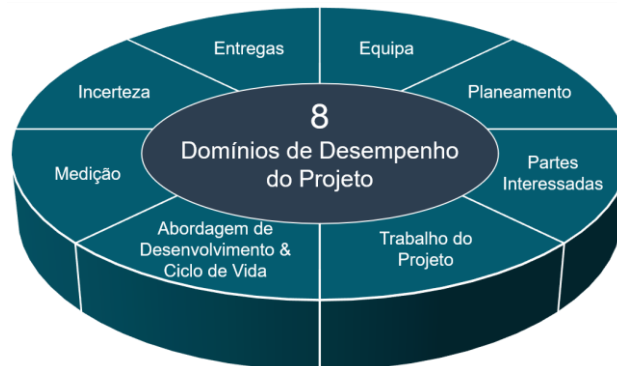 Entregas
Equipa
Incerteza
Planeamento
8
Domínios de Desempenho
do Projeto
Medição
Partes
Interessadas
Abordagem de
Desenvolvimento &
Ciclo de Vida
Trabalho do
Projeto